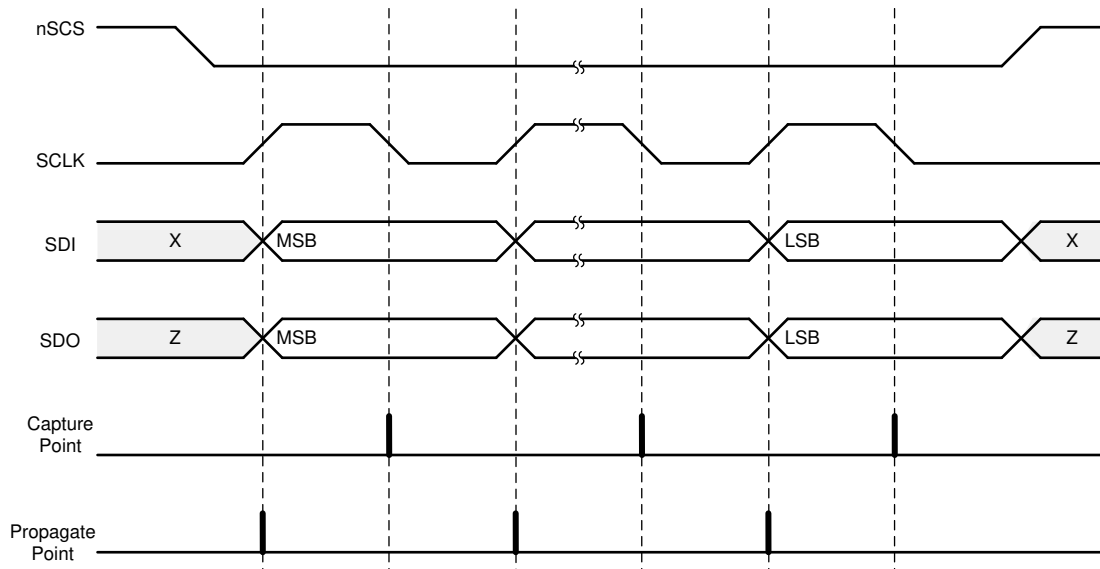 nSCS
SCLK
SDI
X
MSB
LSB
X
SDO
Z
MSB
LSB
Z
Capture
Point
Propagate
Point